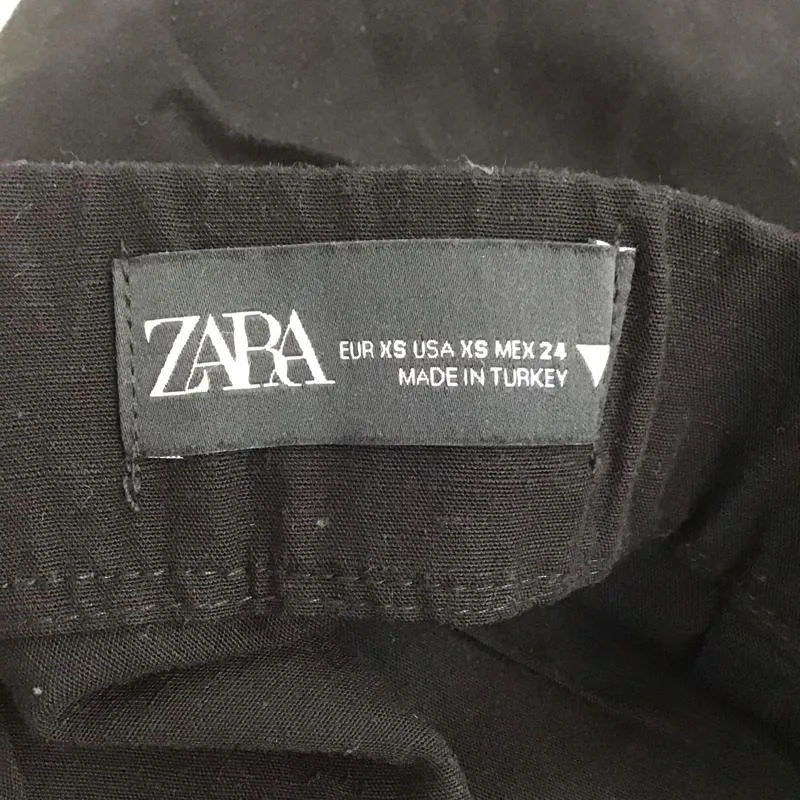 ZARA
EUR XS USA XS MEX 24
MADE IN TURKEY